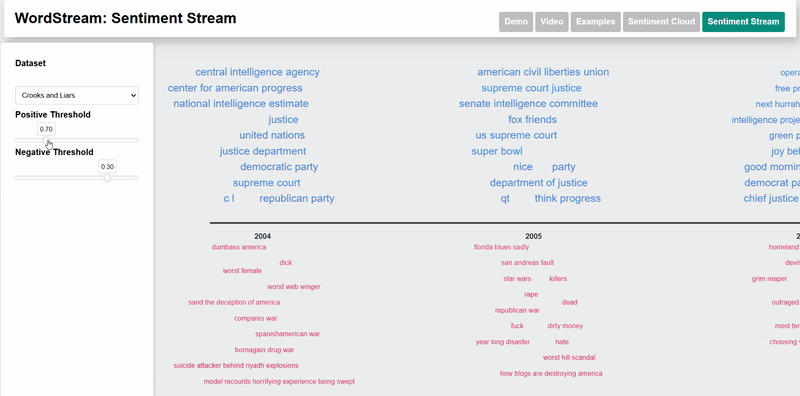 WordStream: Sentiment Stream
Demo Video Examples Sentiment Cloud Sentiment Stream
Dataset
Crooks and Liars
Positive Threshold
0.70
Negative Threshold
0.30
central intelligence agency
center for american progress
national intelligence estimate
justice
united nations
justice department
democratic party
supreme court
c l republican party
american civil liberties union
supreme court justice
senate intelligence committee
fox friends
us supreme court
super bowl
nice party
department of justice
qt think progress
opera
free pr
next hurrah
intelligence proje
green p
joy beh
good mornin
democrat pa
chief justice
2004
dumbass america
dick
worst female
worst web winger
sand the deception of america
compares war
spanishamerican war
bornagain drug war
suicide attacker behind riyadh explosions
model recounts horrifying experience being swept
2005
florida blues sadly
san andreas fault
star wars killers
rape
dead
republican war
fuck dirty money
year long disaster hate
worst hill scandal
how blogs are destroying america
2
homeland
devils
grim reaper
outraged
most ter
choosing w